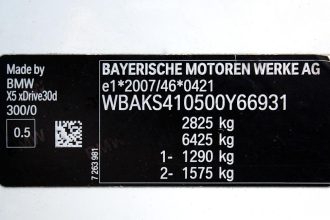 Made by
BMW
X5 xDrive30d
300/0
0.5
7 263 981
BAYERISCHE MOTOREN WERKE AG
e1*2007/46*0421
WBAKS410500Y66931
2825 kg
6425 kg
1- 1290 kg
2- 1575 kg